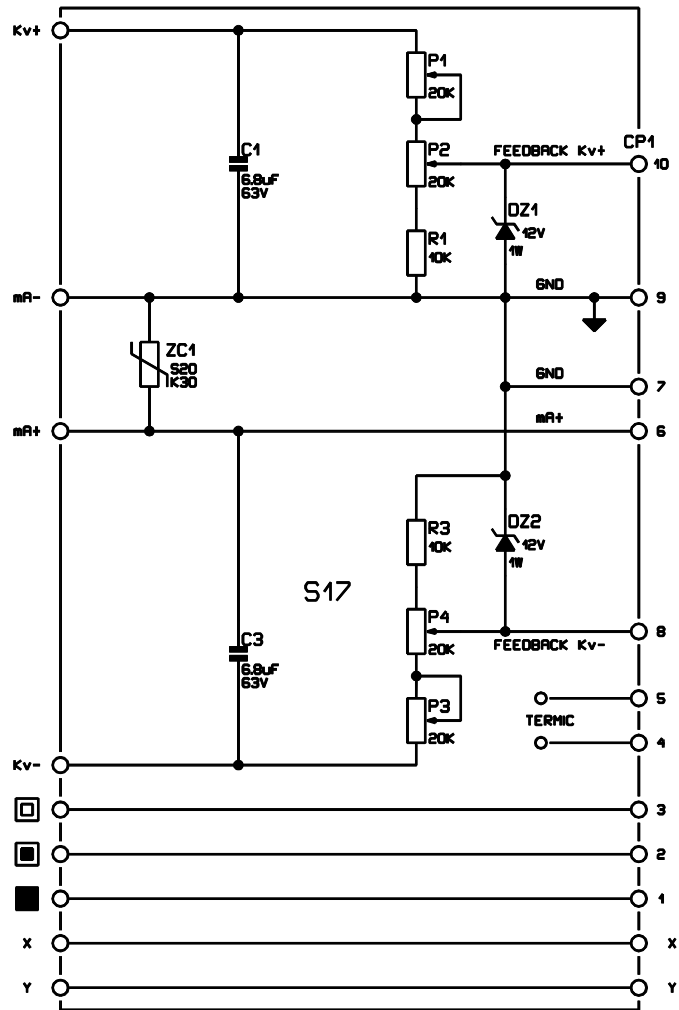 Kv+
P1
20K
CP1
C1
6.8uF
63V
P2
20K
FEEDBACK Kv+
10
DZ1
12V
1W
R1
10K
mA-
GND
9
ZC1
S20
K30
GND
7
mA+
mA+
6
R3
10K
DZ2
12V
1W
S17
P4
20K
8
FEEDBACK Kv-
C3
6.8uF
63V
P3
20K
5
TERMIC
4
Kv-
3
2
1
X
X
Y
Y